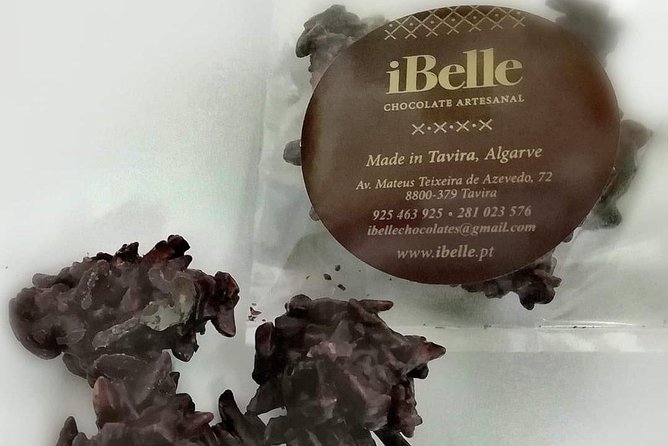 iBelle
CHOCOLATE ARTESANAL
Made in Tavira, Algarve
Av. Mateus Teixeira de Azevedo, 72
8800-379 Tavira
925 463 925 • 281 023 576
ibellechocolates@gmail.com
www.ibelle.pt